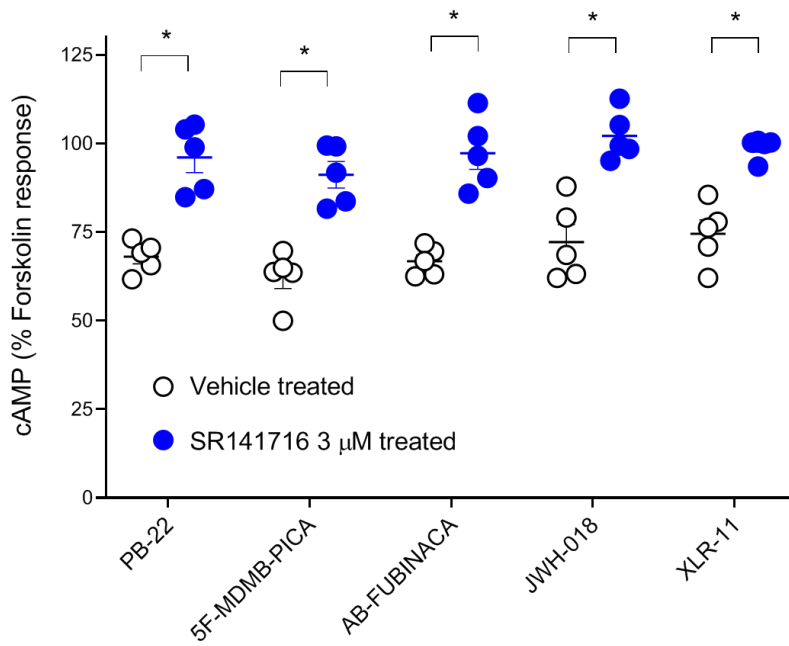 * * * * *
125
100
75
50
25
0
cAMP (% Forskolin response)
Vehicle treated
SR141716 3 μM treated
PB-22
5F-MDMB-PICA
AB-FUBINACA
JWH-018
XLR-11